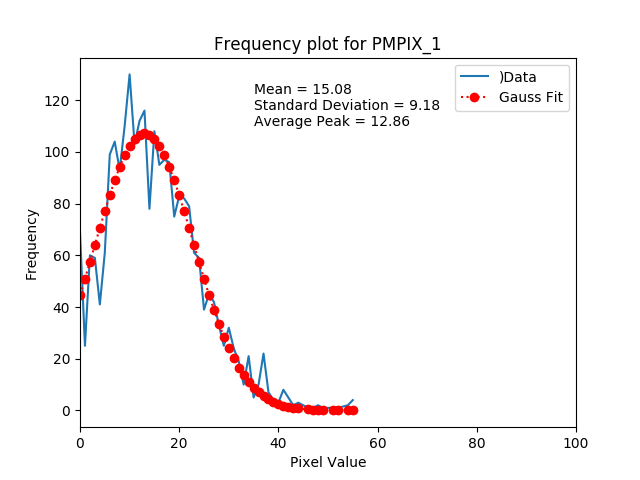 Frequency plot for PMPIX_1
Mean = 15.08
Standard Deviation = 9.18
Average Peak = 12.86
)Data
Gauss Fit
Frequency
120
100
80
60
40
20
0
0 20 40 60 80 100
Pixel Value